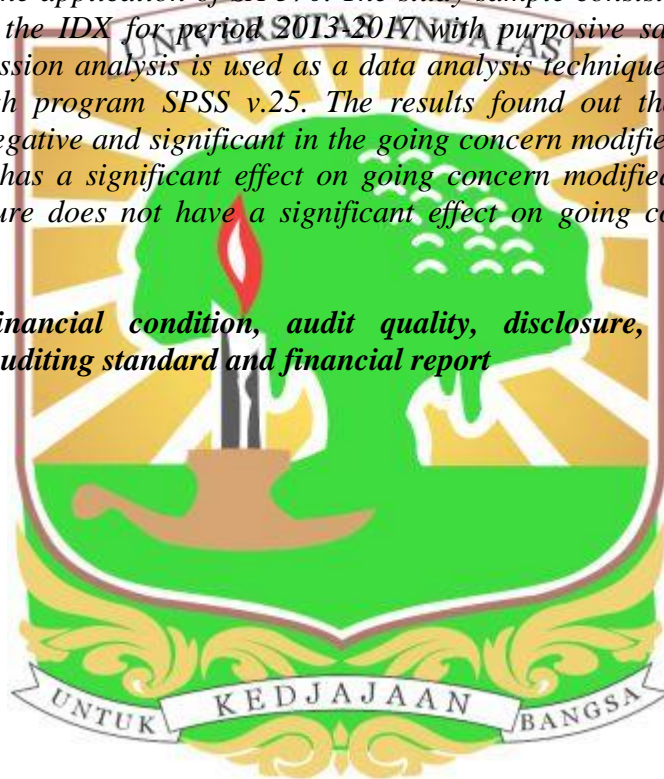 the application of SA 570. The study sample consist
the IDX for period 2013-2017 with purposive sa
UNIVERSITAS ANDALAS
ssion analysis is used as a data analysis technique
h program SPSS v.25. The results found out th
egative and significant in the going concern modifie
has a significant effect on going concern modified
ure does not have a significant effect on going co
inancial condition, audit quality, disclosure,
uditing standard and financial report
UNTUK KEDJAJAAN BANGSA